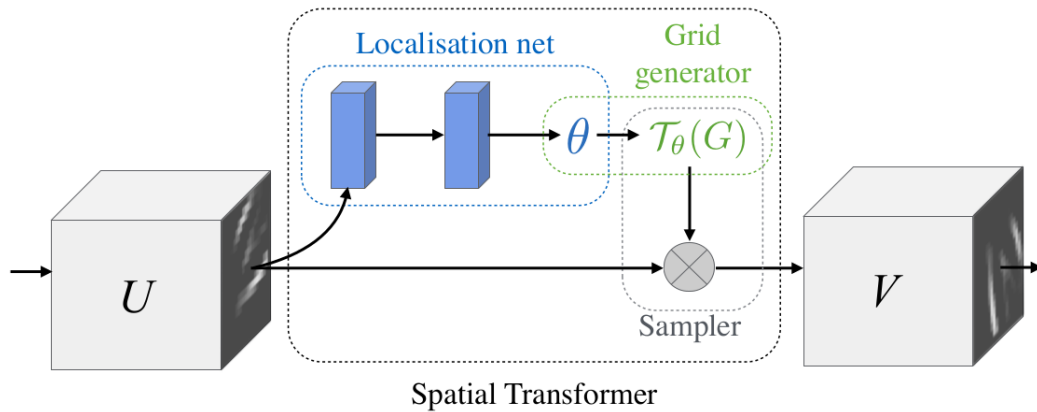 Localisation net
Grid
generator
θ
𝒯θ(G)
U
V
Sampler
Spatial Transformer